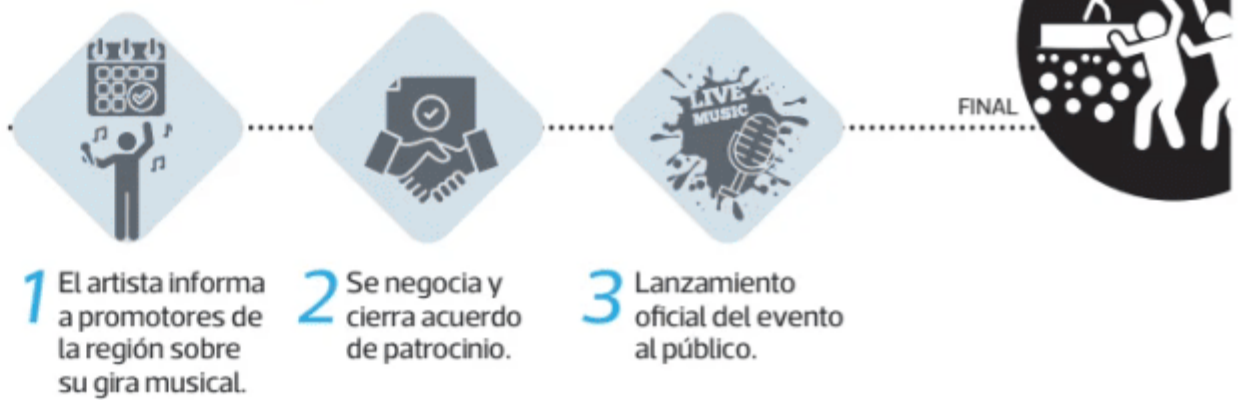 LIVE
MUSIC
FINAL
1 El artista informa
a promotores de
la región sobre
su gira musical.
2 Se negocia y
cierra acuerdo
de patrocinio.
3 Lanzamiento
oficial del evento
al público.